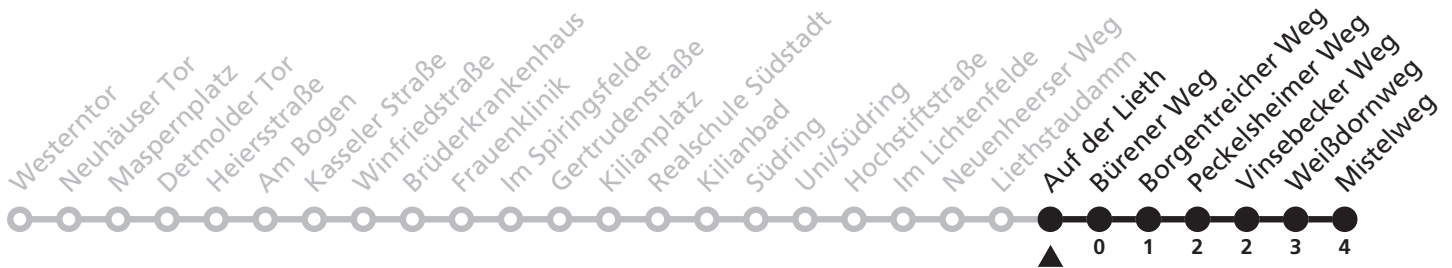 Westerntor
Neuhäuser Tor
Maspernplatz
Detmolder Tor
Heiersstraße
Am Bogen
Kasseler Straße
Winfriedstraße
Brüderkrankenhaus
Frauenklinik
Im Spiringsfelde
Gertrudenstraße
Kilianplatz
Realschule Südstadt
Kilianbad
Südring
Uni/Südring
Hochstiftstraße
Im Lichtenfelde
Neuenheerser Weg
Liethstaudamm
Auf der Lieth
Bürener Weg
Borgentreicher Weg
Peckelsheimer Weg
Vinsebecker Weg
Weißdornweg
Mistelweg
0 1 2 2 3 4